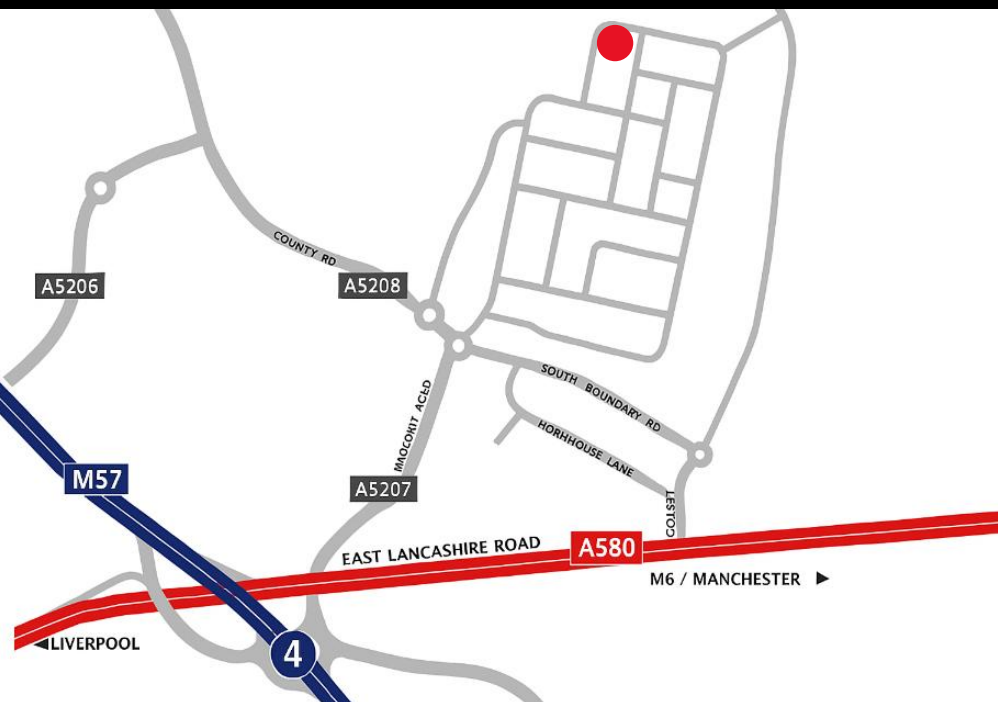 COUNTY RD
A5206
A5208
SOUTH BOUNDARY RD
HORHHOUSE LANE
M57
A5207
EAST LANCASHIRE ROAD
A580
M6 / MANCHESTER ▶
◀LIVERPOOL
4